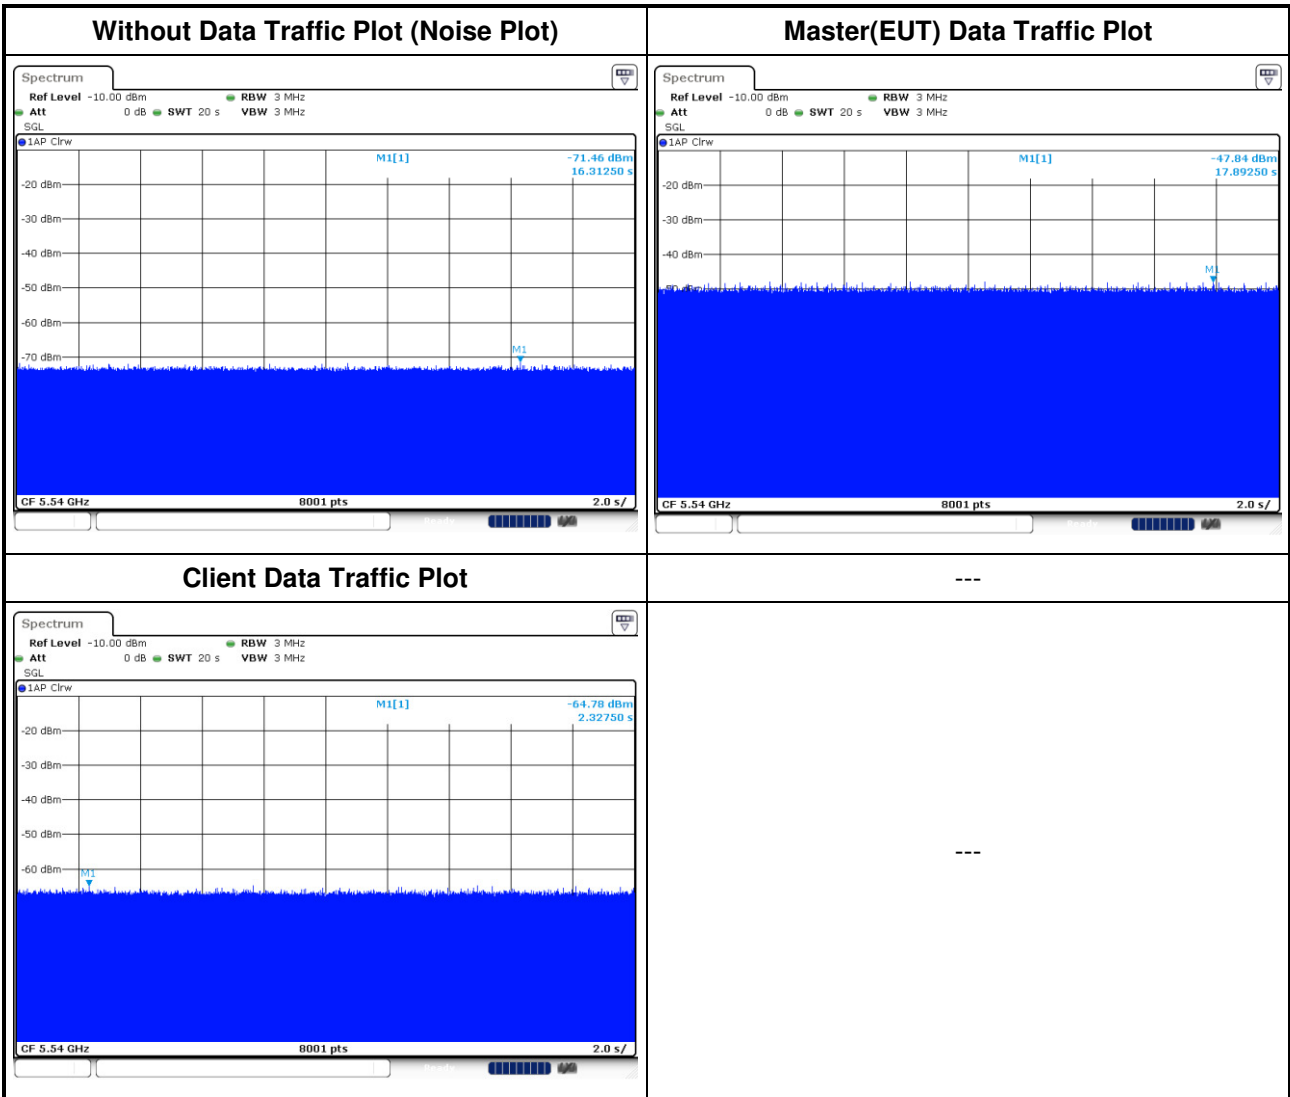 Without Data Traffic Plot (Noise Plot)
Master(EUT) Data Traffic Plot
Spectrum
Ref Level -10.00 dBm RBW 3 MHz
Att 0 dB SWT 20 s VBW 3 MHz
SGL
1AP Clrw
M1[1] -71.46 dBm
16.31250 s
-20 dBm
-30 dBm
-40 dBm
-50 dBm
-60 dBm
M1
-70 dBm
CF 5.54 GHz 8001 pts 2.0 s/
Ready
Spectrum
Ref Level -10.00 dBm RBW 3 MHz
Att 0 dB SWT 20 s VBW 3 MHz
SGL
1AP Clrw
M1[1] -47.84 dBm
17.89250 s
-20 dBm
-30 dBm
-40 dBm
M1
-50 dBm
CF 5.54 GHz 8001 pts 2.0 s/
Ready
Client Data Traffic Plot
---
Spectrum
Ref Level -10.00 dBm RBW 3 MHz
Att 0 dB SWT 20 s VBW 3 MHz
SGL
1AP Clrw
M1[1] -64.78 dBm
2.32750 s
-20 dBm
-30 dBm
-40 dBm
-50 dBm
-60 dBm
M1
CF 5.54 GHz 8001 pts 2.0 s/
Ready
---